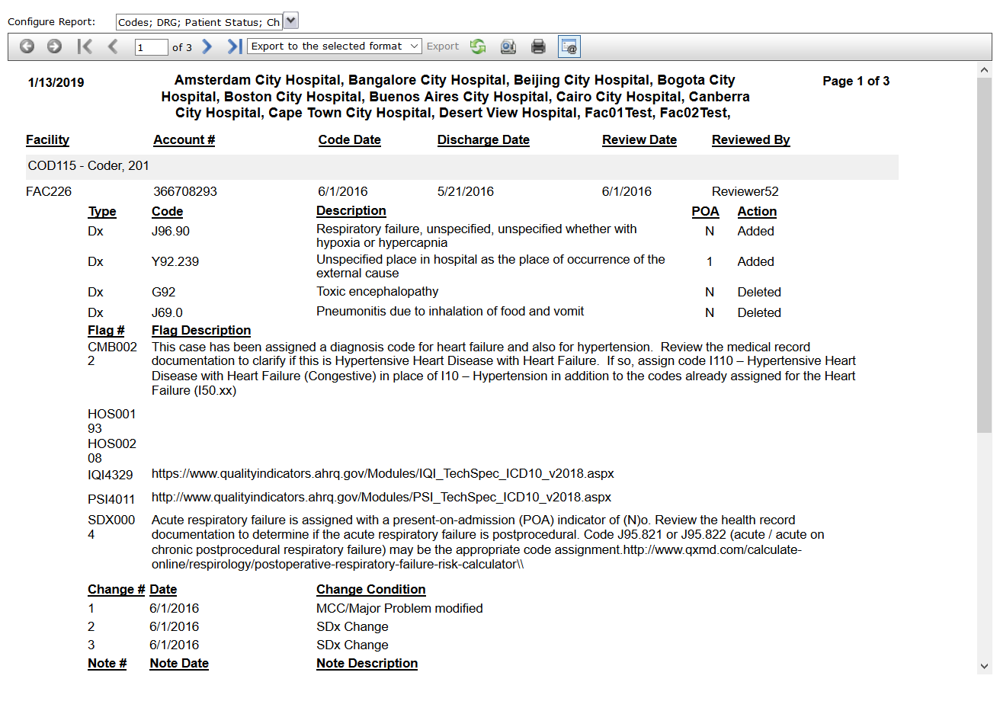 Configure Report: Codes; DRG; Patient Status; Ch
1 of 3 Export to the selected format Export
1/13/2019 Amsterdam City Hospital, Bangalore City Hospital, Beijing City Hospital, Bogota City Page 1 of 3
Hospital, Boston City Hospital, Buenos Aires City Hospital, Cairo City Hospital, Canberra
City Hospital, Cape Town City Hospital, Desert View Hospital, Fac01Test, Fac02Test,
Facility Account # Code Date Discharge Date Review Date Reviewed By
COD115 - Coder, 201
FAC226 366708293 6/1/2016 5/21/2016 6/1/2016 Reviewer52
Type Code Description POA Action
Dx J96.90 Respiratory failure, unspecified, unspecified whether with N Added
hypoxia or hypercapnia
Dx Y92.239 Unspecified place in hospital as the place of occurrence of the 1 Added
external cause
Dx G92 Toxic encephalopathy N Deleted
Dx J69.0 Pneumonitis due to inhalation of food and vomit N Deleted
Flag # Flag Description
CMB002 This case has been assigned a diagnosis code for heart failure and also for hypertension.  Review the medical record
2 documentation to clarify if this is Hypertensive Heart Disease with Heart Failure.  If so, assign code I110 – Hypertensive Heart
Disease with Heart Failure (Congestive) in place of I10 – Hypertension in addition to the codes already assigned for the Heart
Failure (I50.xx)
HOS001
93
HOS002
08
IQI4329 https://www.qualityindicators.ahrq.gov/Modules/IQI_TechSpec_ICD10_v2018.aspx
PSI4011 http://www.qualityindicators.ahrq.gov/Modules/PSI_TechSpec_ICD10_v2018.aspx
SDX000 Acute respiratory failure is assigned with a present-on-admission (POA) indicator of (N)o. Review the health record
4 documentation to determine if the acute respiratory failure is postprocedural. Code J95.821 or J95.822 (acute / acute on
chronic postprocedural respiratory failure) may be the appropriate code assignment.http://www.qxmd.com/calculate-
online/respirology/postoperative-respiratory-failure-risk-calculator\\
Change # Date Change Condition
1 6/1/2016 MCC/Major Problem modified
2 6/1/2016 SDx Change
3 6/1/2016 SDx Change
Note # Note Date Note Description